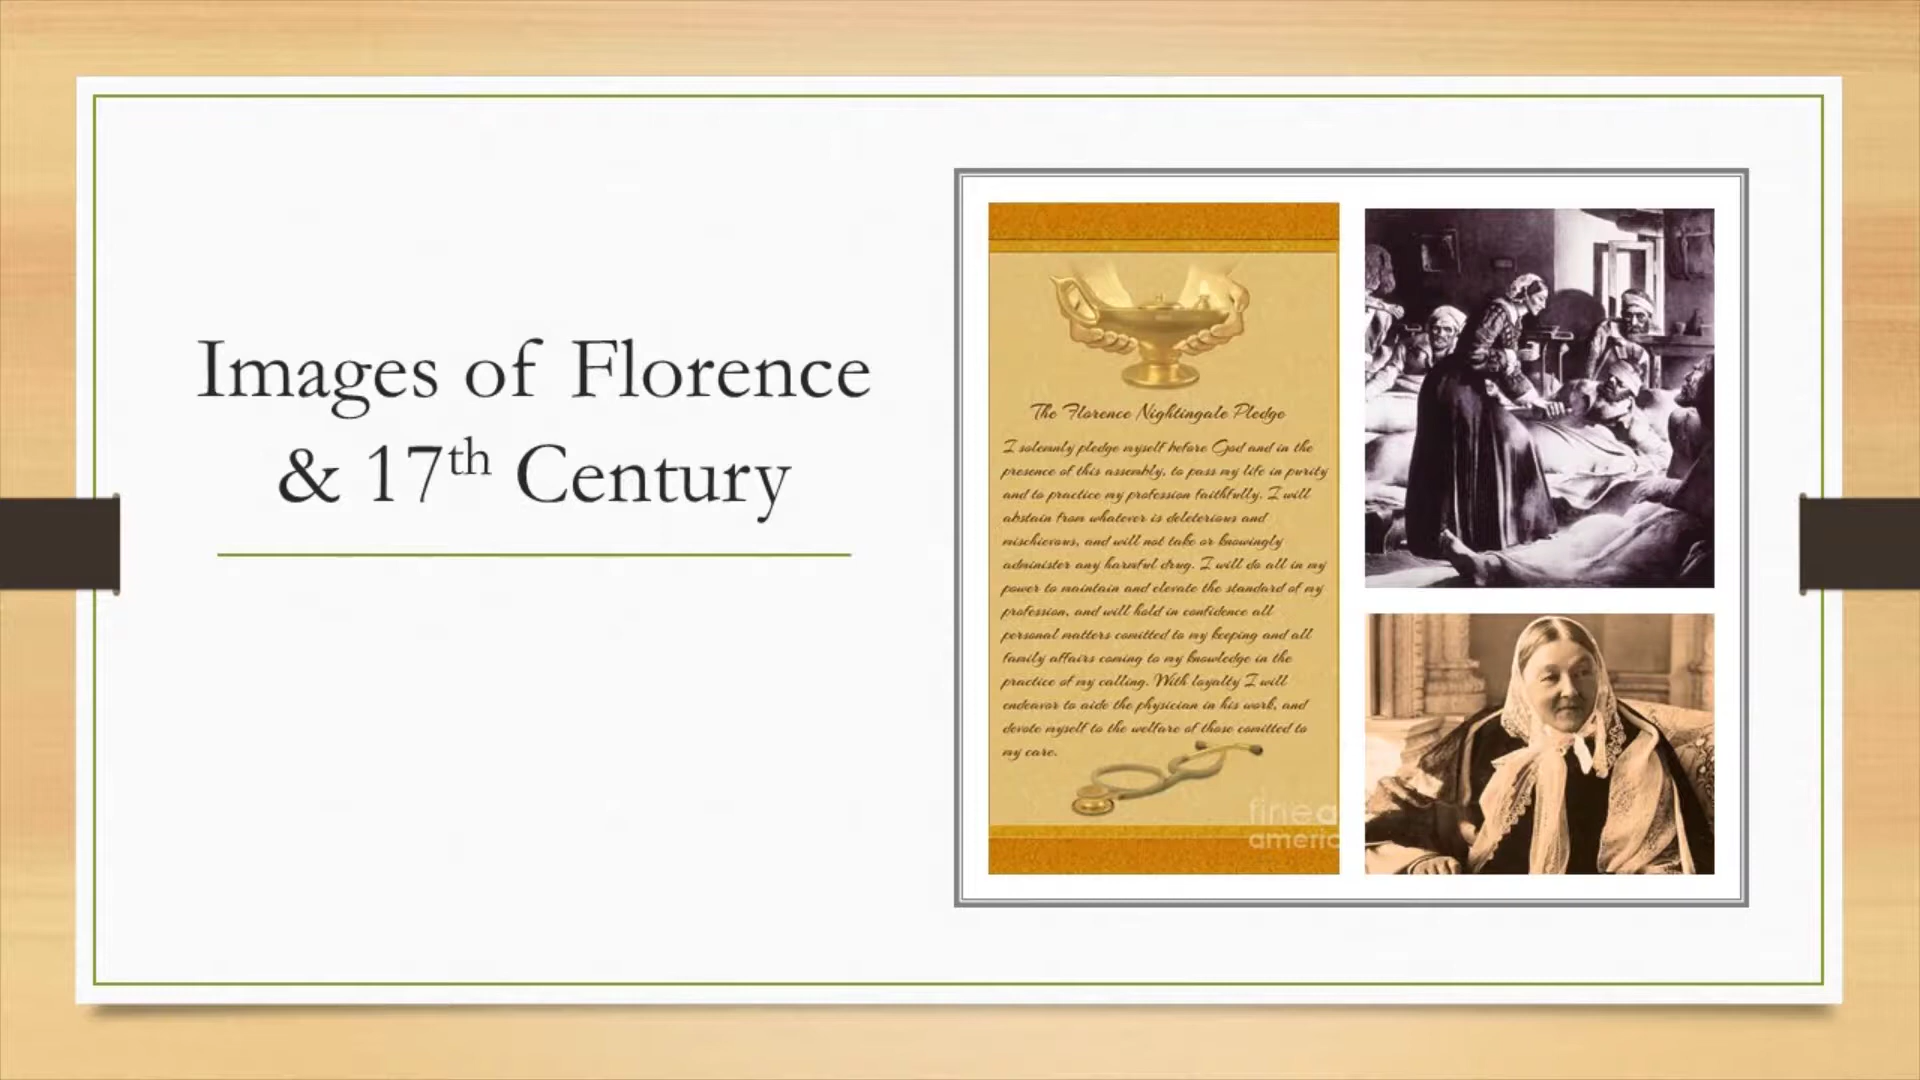 Images of Florence
& 17th Century
The Florence Nightingale Pledge
I solemnly pledge myself before God and in the
presence of this assembly, to pass my life in purity
and to practice my profession faithfully. I will
abstain from whatever is deleterious and
mischievous, and will not take or knowingly
administer any harmful drug. I will do all in my
power to maintain and elevate the standard of my
profession, and will hold in confidence all
personal matters comitted to my keeping and all
family affairs coming to my knowledge in the
practice of my calling. With loyalty I will
endeavor to aide the physician in his work, and
devote myself to the welfare of those comitted to
my care.
fine a
americ